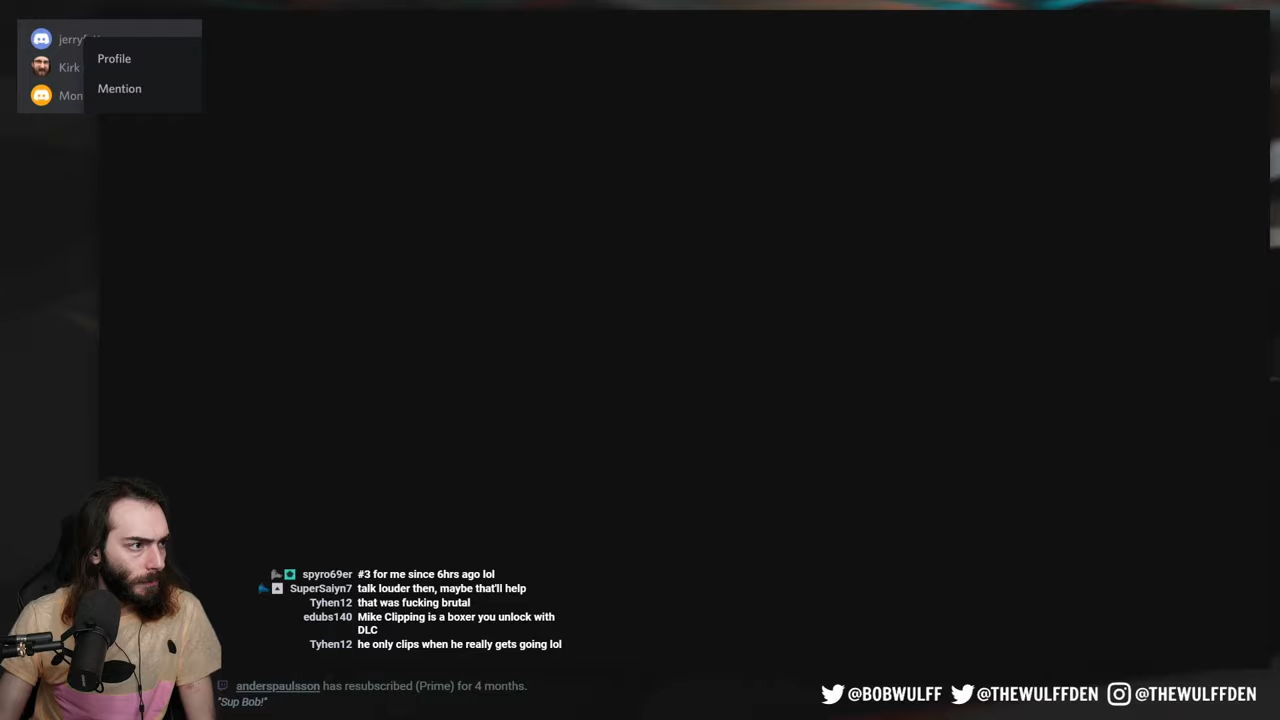 Profile
Kirk
Mention
spyro69er #3 for me since 6hrs ago lol
SuperSaiyn7 talk louder then, maybe that'll help
Tyhen12 that was fucking brutal
edubs140 Mike Clipping is a boxer you unlock with
DLC
Tyhen12 he only clips when he really gets going lol
anderspaulsson has resubscribed (Prime) for 4 months.
"Sup Bob!"
@BOBWULFF @THEWULFFDEN @THEWULFFDEN